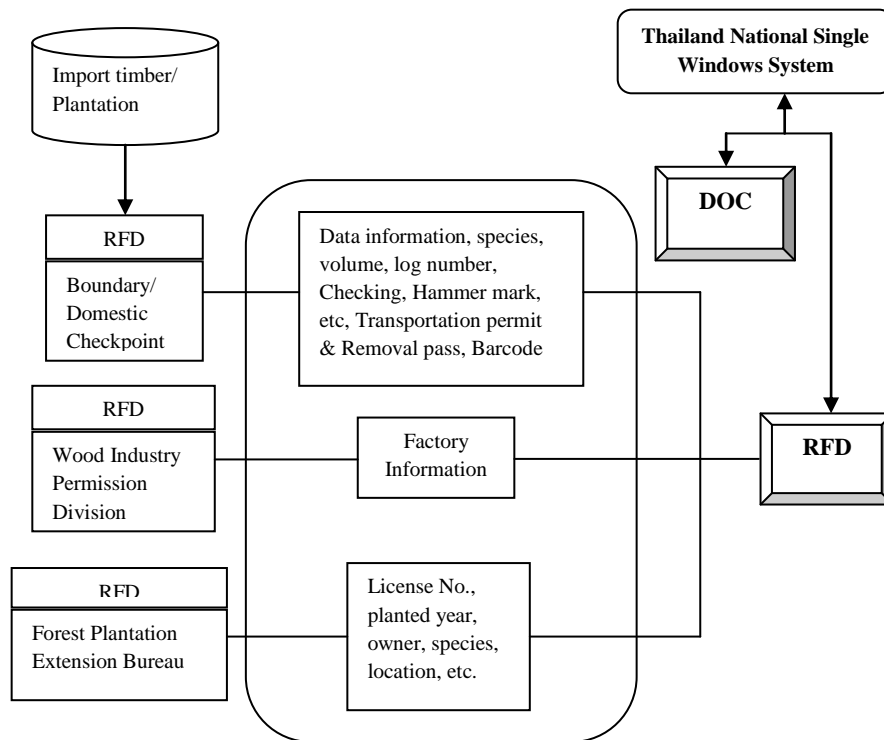 Import timber/
Plantation
Thailand National Single
Windows System
DOC
RFD
Boundary/
Domestic
Checkpoint
Data information, species,
volume, log number,
Checking, Hammer mark,
etc, Transportation permit
& Removal pass, Barcode
RFD
Wood Industry
Permission
Division
Factory
Information
RFD
RFD
Forest Plantation
Extension Bureau
License No.,
planted year,
owner, species,
location, etc.